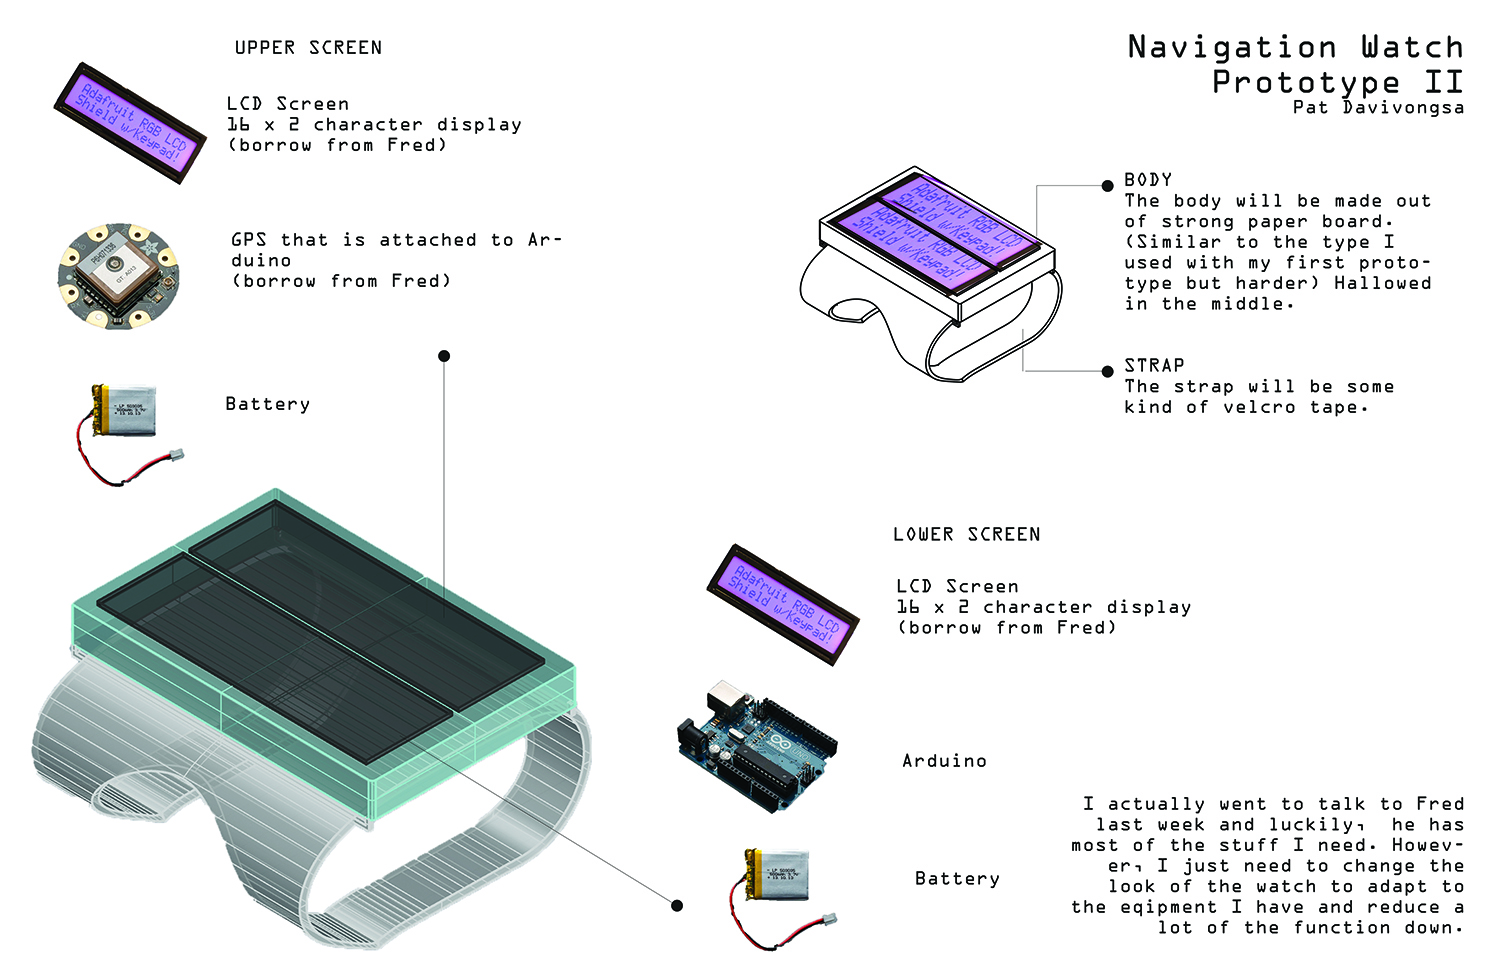 Navigation Watch
Prototype II
Pat Davivongsa
UPPER SCREEN
Adafruit RGB LCD
Shield w/Keypad!
LCD Screen
16 x 2 character display
(borrow from Fred)
GPS that is attached to Ar-
duino
(borrow from Fred)
Battery
Adafruit RGB LCD
Shield w/Keypad!
Adafruit RGB LCD
Shield w/Keypad!
BODY
The body will be made out
of strong paper board.
(Similar to the type I
used with my first proto-
type but harder) Hallowed
in the middle.
STRAP
The strap will be some
kind of velcro tape.
LOWER SCREEN
Adafruit RGB LCD
Shield w/Keypad!
LCD Screen
16 x 2 character display
(borrow from Fred)
Arduino
Battery
I actually went to talk to Fred
last week and luckily, he has
most of the stuff I need. Howev-
er, I just need to change the
look of the watch to adapt to
the eqipment I have and reduce a
lot of the function down.